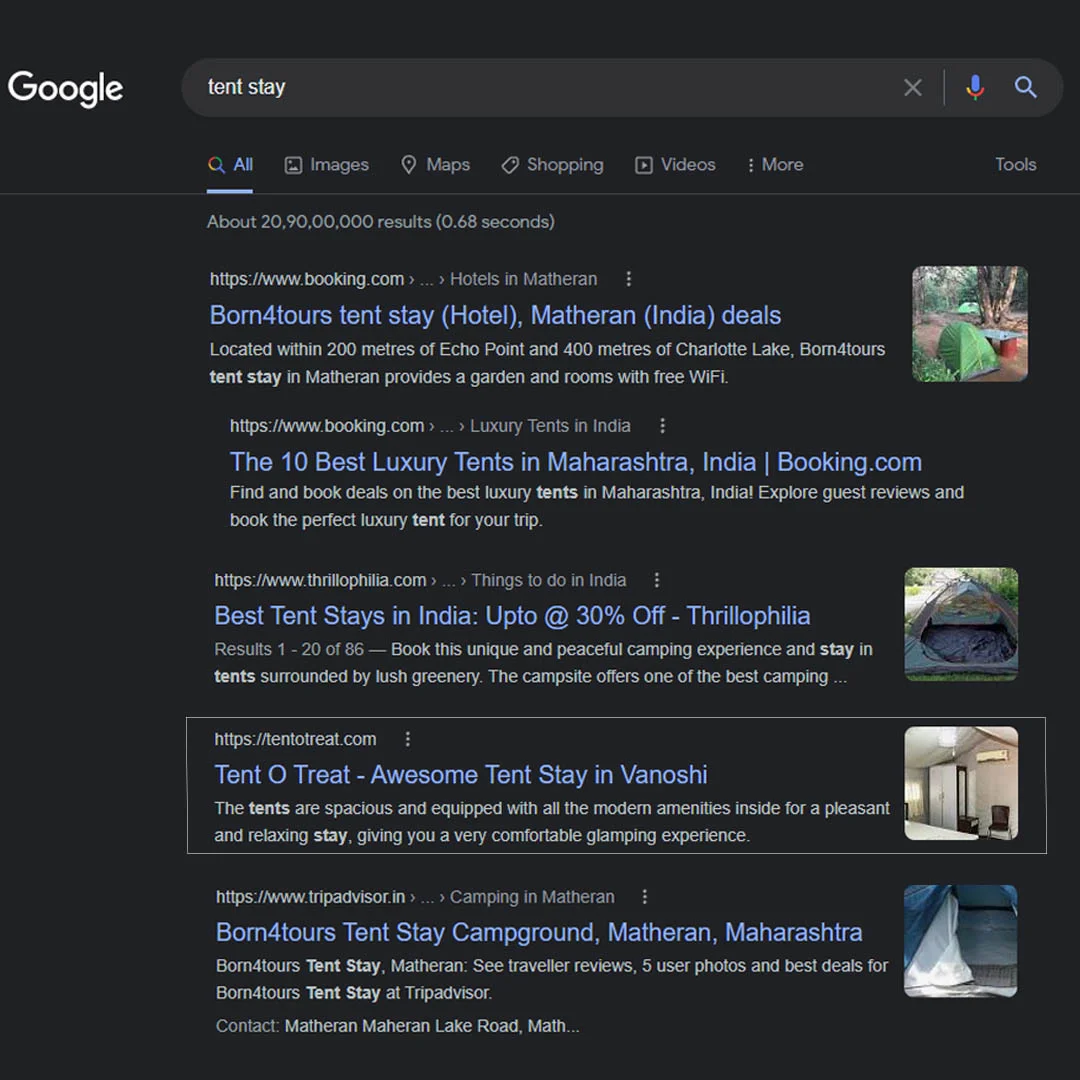 Google
tent stay
All Images Maps Shopping Videos More Tools
About 20,90,00,000 results (0.68 seconds)
https://www.booking.com › ... › Hotels in Matheran
Born4tours tent stay (Hotel), Matheran (India) deals
Located within 200 metres of Echo Point and 400 metres of Charlotte Lake, Born4tours
tent stay in Matheran provides a garden and rooms with free WiFi.
https://www.booking.com › ... › Luxury Tents in India
The 10 Best Luxury Tents in Maharashtra, India | Booking.com
Find and book deals on the best luxury tents in Maharashtra, India! Explore guest reviews and
book the perfect luxury tent for your trip.
https://www.thrillophilia.com › ... › Things to do in India
Best Tent Stays in India: Upto @ 30% Off - Thrillophilia
Results 1 - 20 of 86 — Book this unique and peaceful camping experience and stay in
tents surrounded by lush greenery. The campsite offers one of the best camping ...
https://tentotreat.com
Tent O Treat - Awesome Tent Stay in Vanoshi
The tents are spacious and equipped with all the modern amenities inside for a pleasant
and relaxing stay, giving you a very comfortable glamping experience.
https://www.tripadvisor.in › ... › Camping in Matheran
Born4tours Tent Stay Campground, Matheran, Maharashtra
Born4tours Tent Stay, Matheran: See traveller reviews, 5 user photos and best deals for
Born4tours Tent Stay at Tripadvisor.
Contact: Matheran Maheran Lake Road, Math...